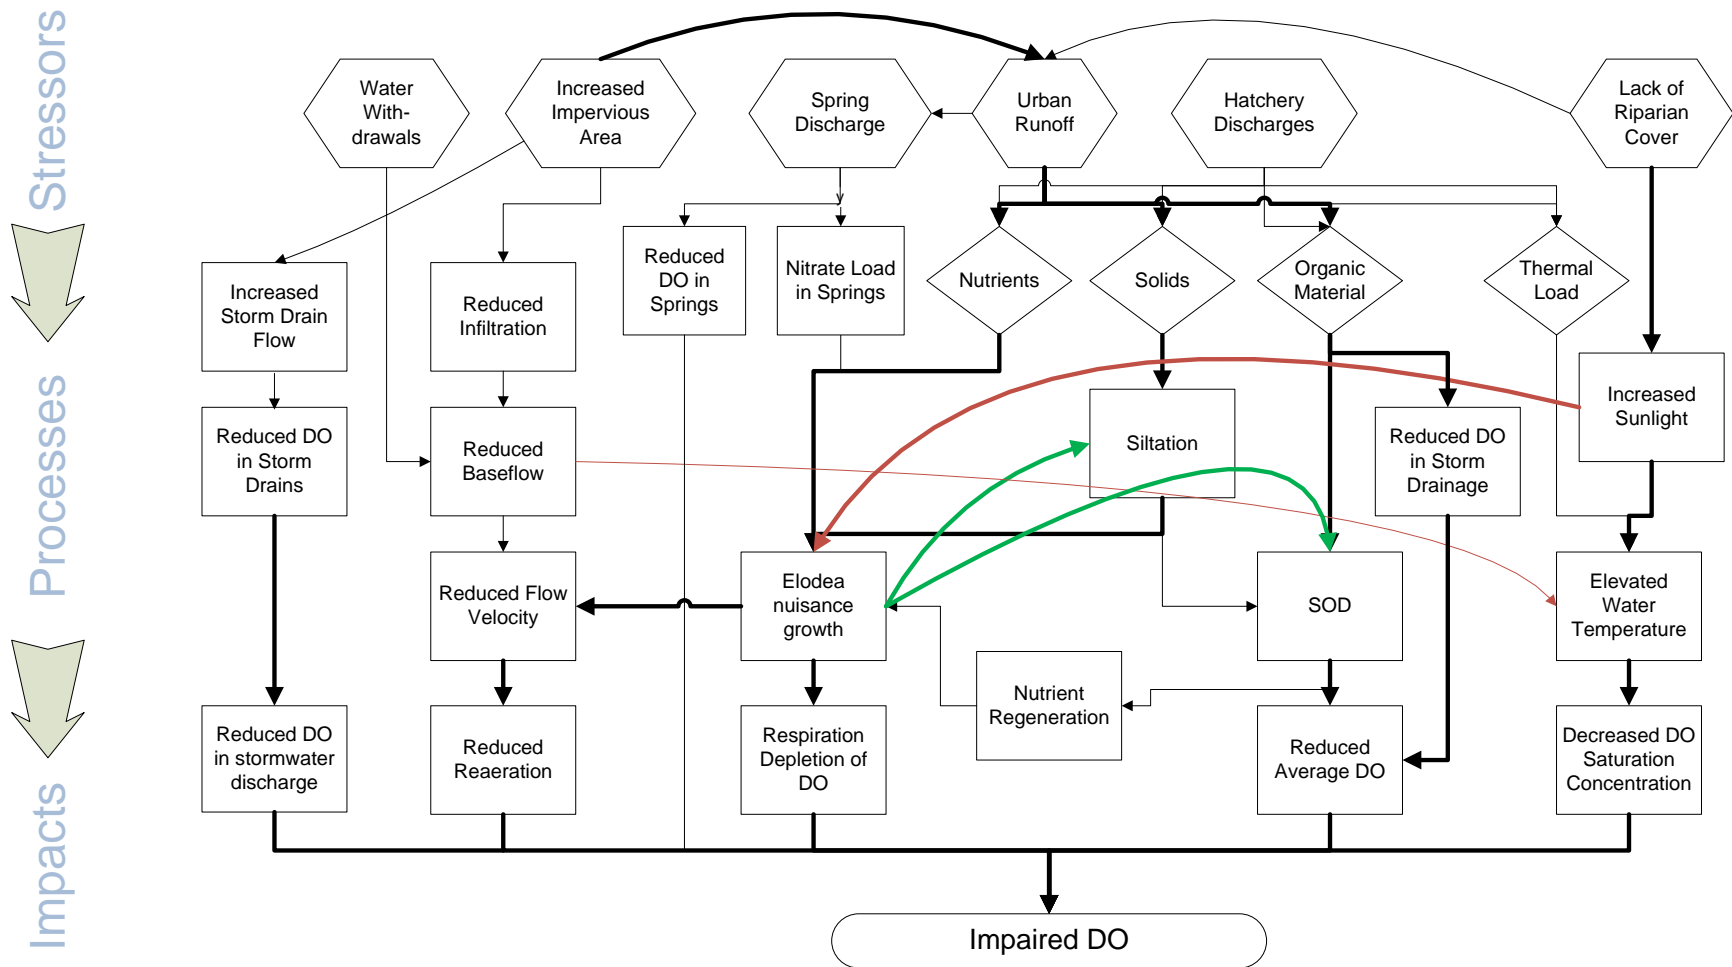 Stressors
Processes
Impacts
Water
With-
drawals
Increased
Impervious
Area
Spring
Discharge
Urban
Runoff
Hatchery
Discharges
Lack of
Riparian
Cover
Increased
Storm Drain
Flow
Reduced
Infiltration
Reduced
DO in
Springs
Nitrate Load
in Springs
Nutrients
Solids
Organic
Material
Thermal
Load
Reduced DO
in Storm
Drains
Reduced
Baseflow
Siltation
Reduced DO
in Storm
Drainage
Increased
Sunlight
Reduced Flow
Velocity
Elodea
nuisance
growth
SOD
Elevated
Water
Temperature
Nutrient
Regeneration
Reduced DO
in stormwater
discharge
Reduced
Reaeration
Respiration
Depletion of
DO
Reduced
Average DO
Decreased DO
Saturation
Concentration
Impaired DO